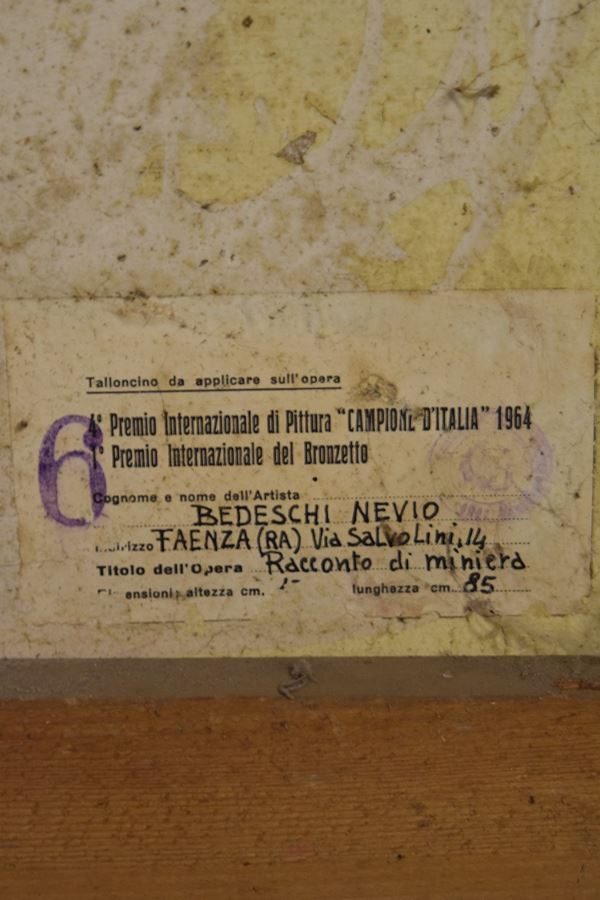 Talloncino da applicare sull'opera
6
4° Premio Internazionale di Pittura "CAMPIONE D'ITALIA" 1964
1° Premio Internazionale del Bronzetto
Cognome e nome dell'Artista
BEDESCHI NEVIO
FAENZA (RA) Via Salvolini, 14
Titolo dell'Opera Racconto di miniera
altezza cm. lunghezza cm. 85